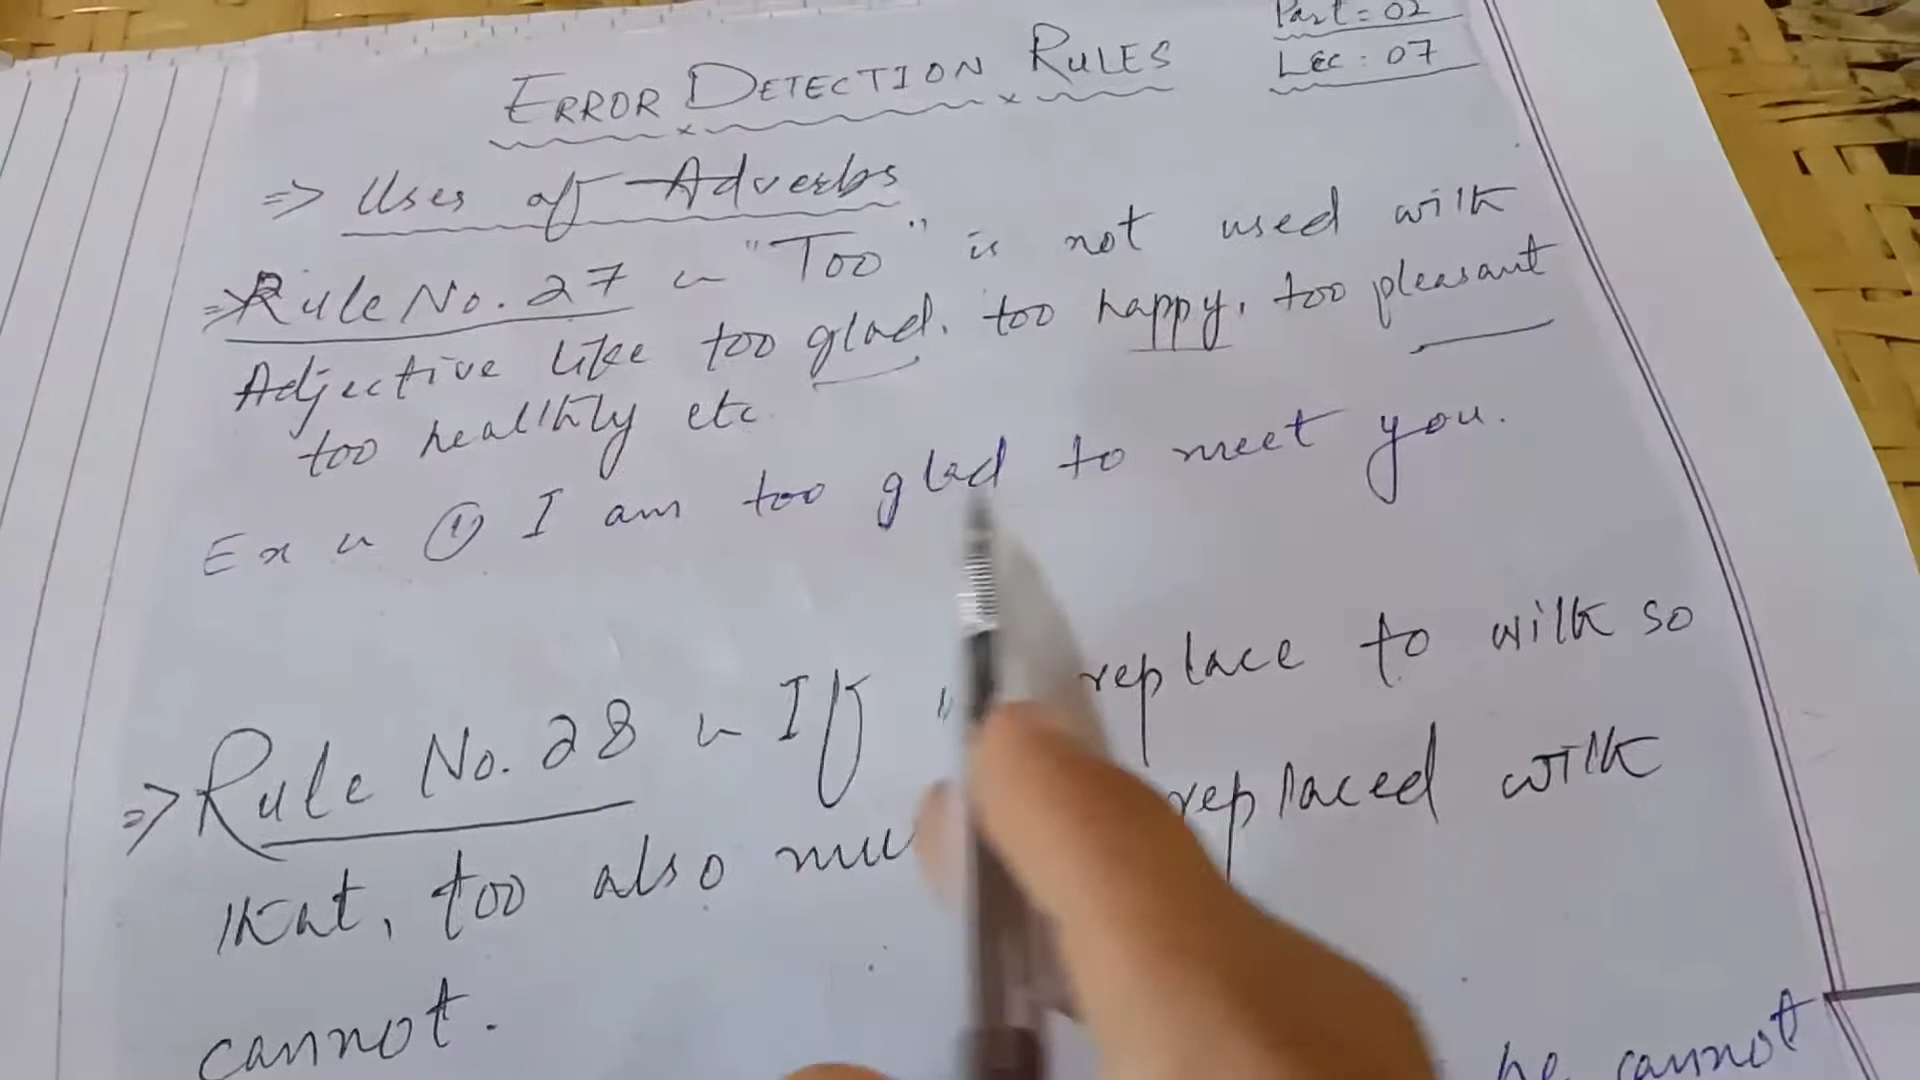 Part = 02
Lec : 07
ERROR DETECTION RULES
=> Uses of Adverbs
=> Rule No. 27 ~ "Too" is not used with
Adjective like too glad, too happy, too pleasant
too healthly etc.
Ex ~ (1) I am too glad to meet you.
=> Rule No. 28 ~ If replace to with so
that, too also replaced with
cannot.
he cannot